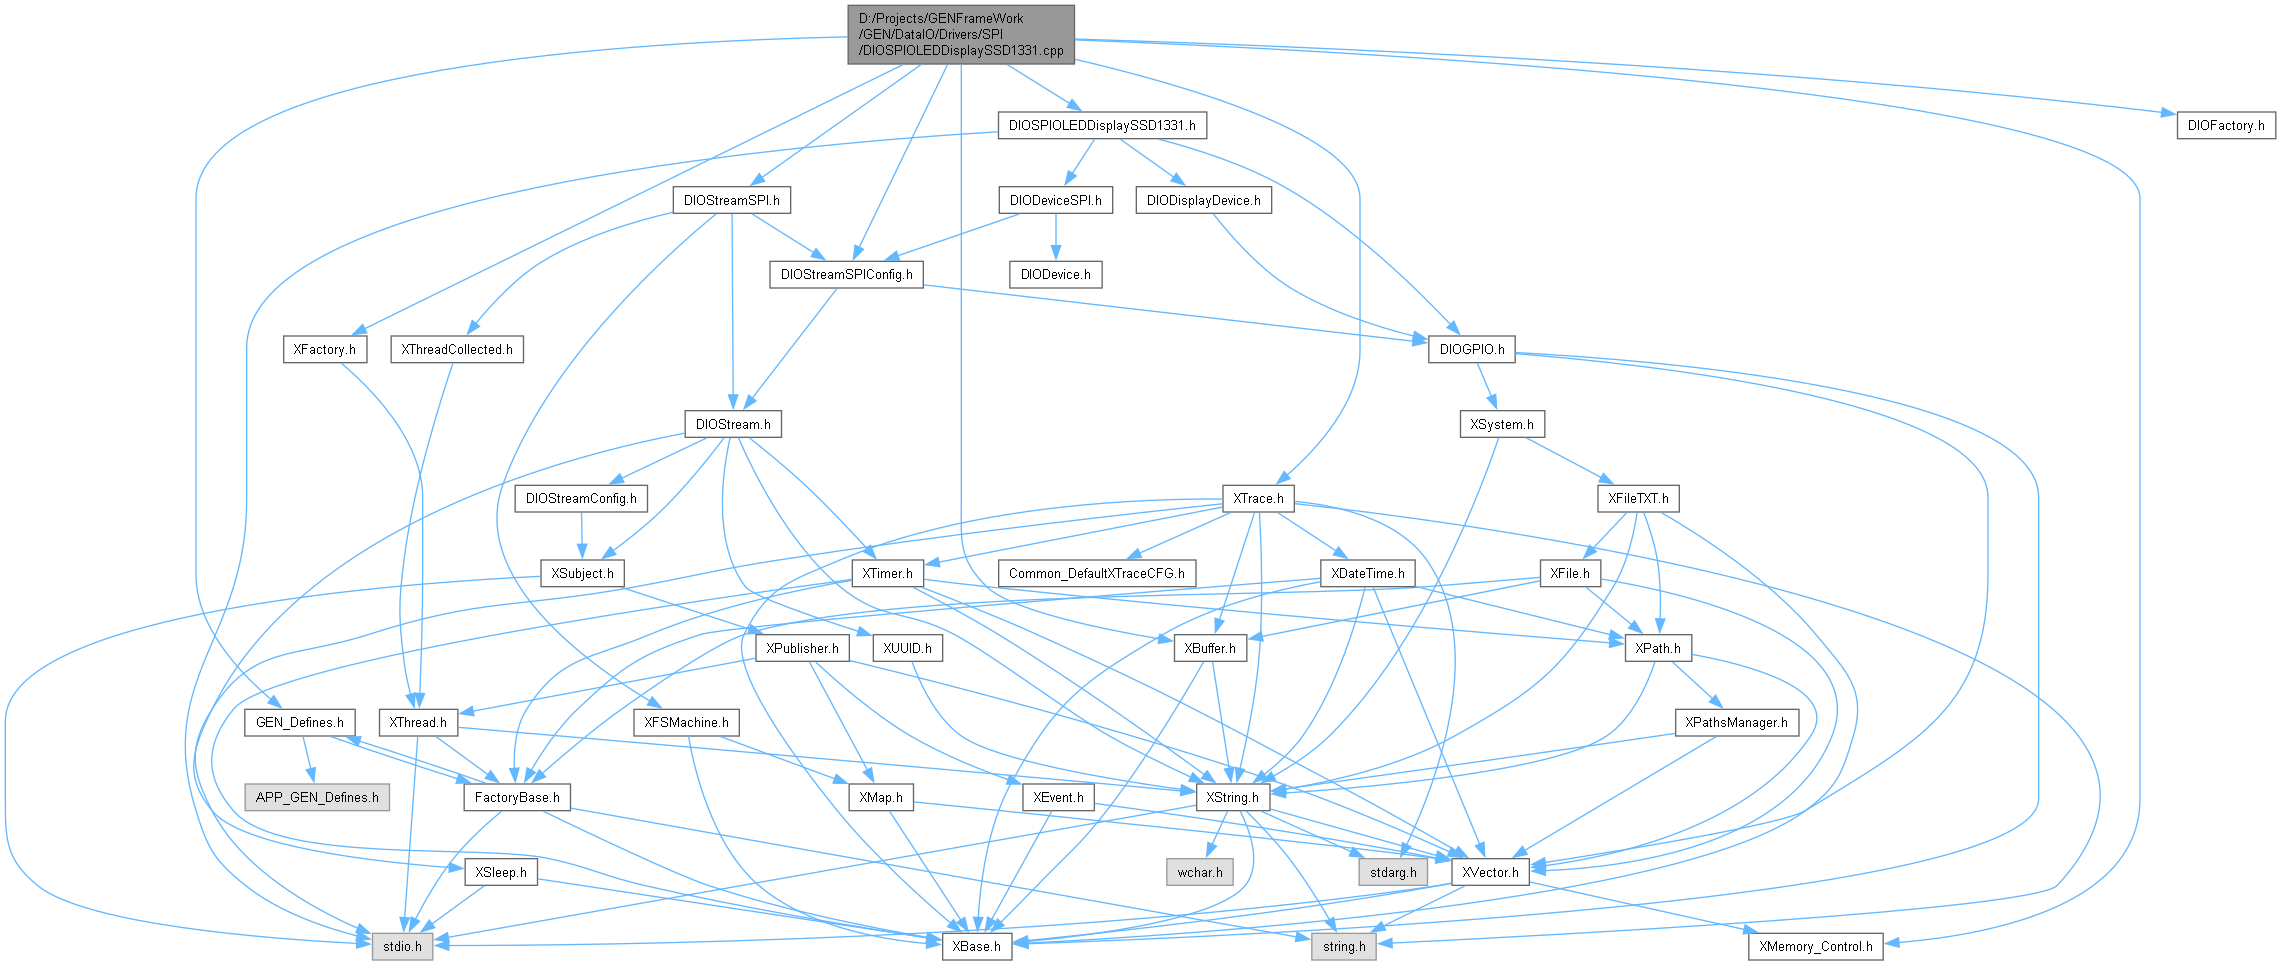 D:/Projects/GENFrameWork
/GEN/DataIO/Drivers/SPI
/DIOSPIOLEDDisplaySSD1331.cpp
DIOSPIOLEDDisplaySSD1331.h
DIOFactory.h
DIOStreamSPI.h
DIODeviceSPI.h
DIODisplayDevice.h
DIOStreamSPIConfig.h
DIODevice.h
XFactory.h
XThreadCollected.h
DIOGPIO.h
DIOStream.h
XSystem.h
DIOStreamConfig.h
XTrace.h
XFileTXT.h
XSubject.h
XTimer.h
Common_DefaultXTraceCFG.h
XDateTime.h
XFile.h
XPublisher.h
XUUID.h
XBuffer.h
XPath.h
GEN_Defines.h
XThread.h
XFSMachine.h
XPathsManager.h
APP_GEN_Defines.h
FactoryBase.h
XMap.h
XEvent.h
XString.h
XSleep.h
wchar.h
stdarg.h
XVector.h
stdio.h
XBase.h
string.h
XMemory_Control.h